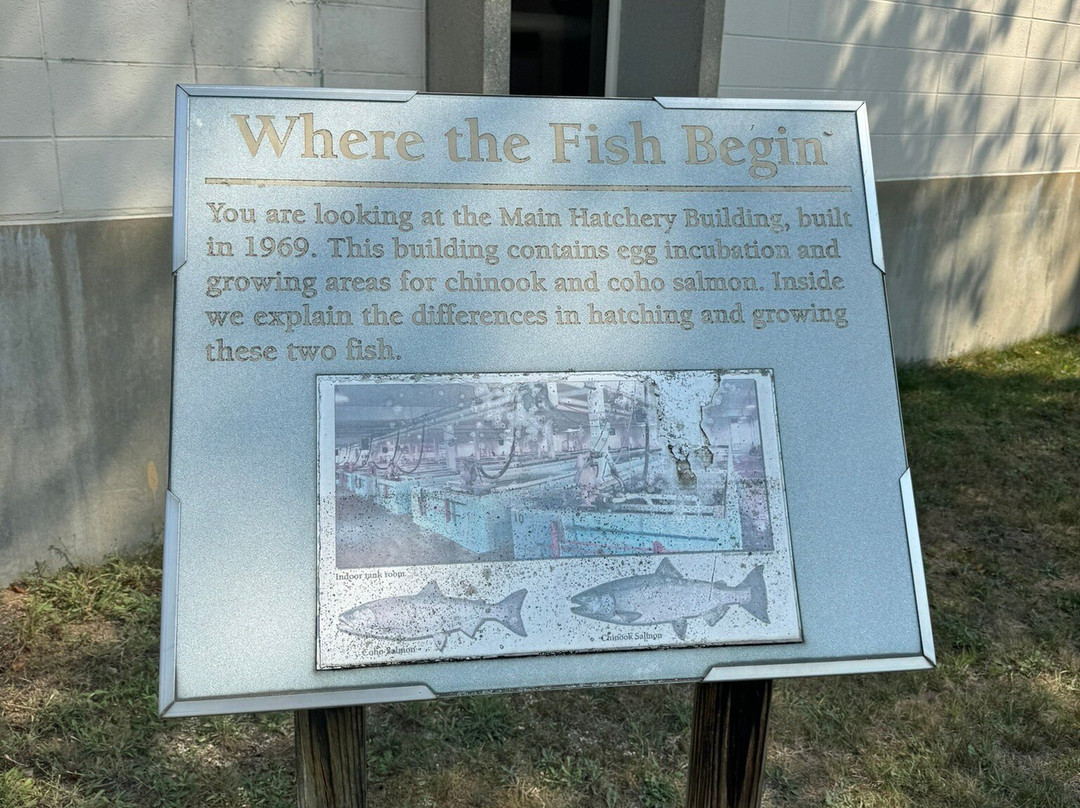 Where the Fish Begin
You are looking at the Main Hatchery Building, built
in 1969. This building contains egg incubation and
growing areas for chinook and coho salmon. Inside
we explain the differences in hatching and growing
these two fish.
10
Indoor tank room
Chinook Salmon
Coho Salmon